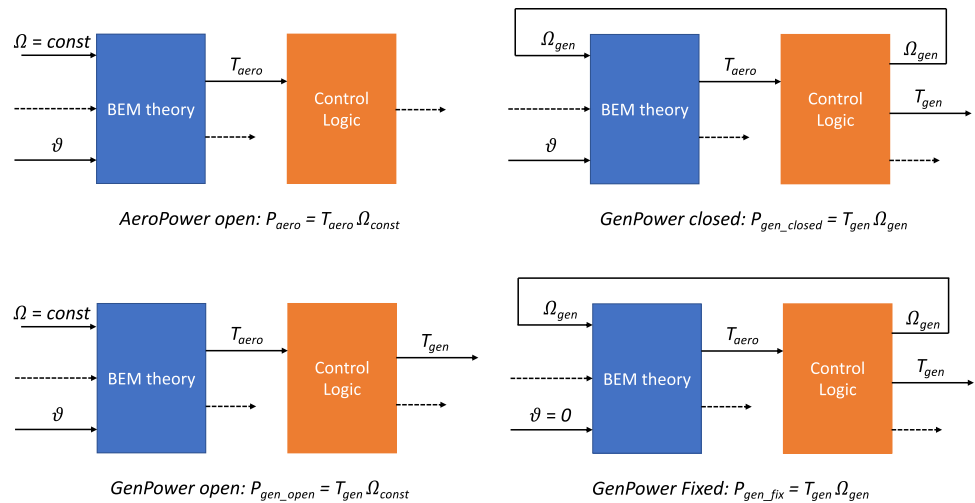 Ω = const
T_aero
BEM theory
Control
Logic
ϑ
AeroPower open: P_aero = T_aero Ω_const
Ω_gen
Ω_gen
T_aero
T_gen
BEM theory
Control
Logic
ϑ
GenPower closed: P_gen_closed = T_gen Ω_gen
Ω = const
T_aero
T_gen
BEM theory
Control
Logic
ϑ
GenPower open: P_gen_open = T_gen Ω_const
Ω_gen
Ω_gen
T_aero
T_gen
BEM theory
Control
Logic
ϑ = 0
GenPower Fixed: P_gen_fix = T_gen Ω_gen